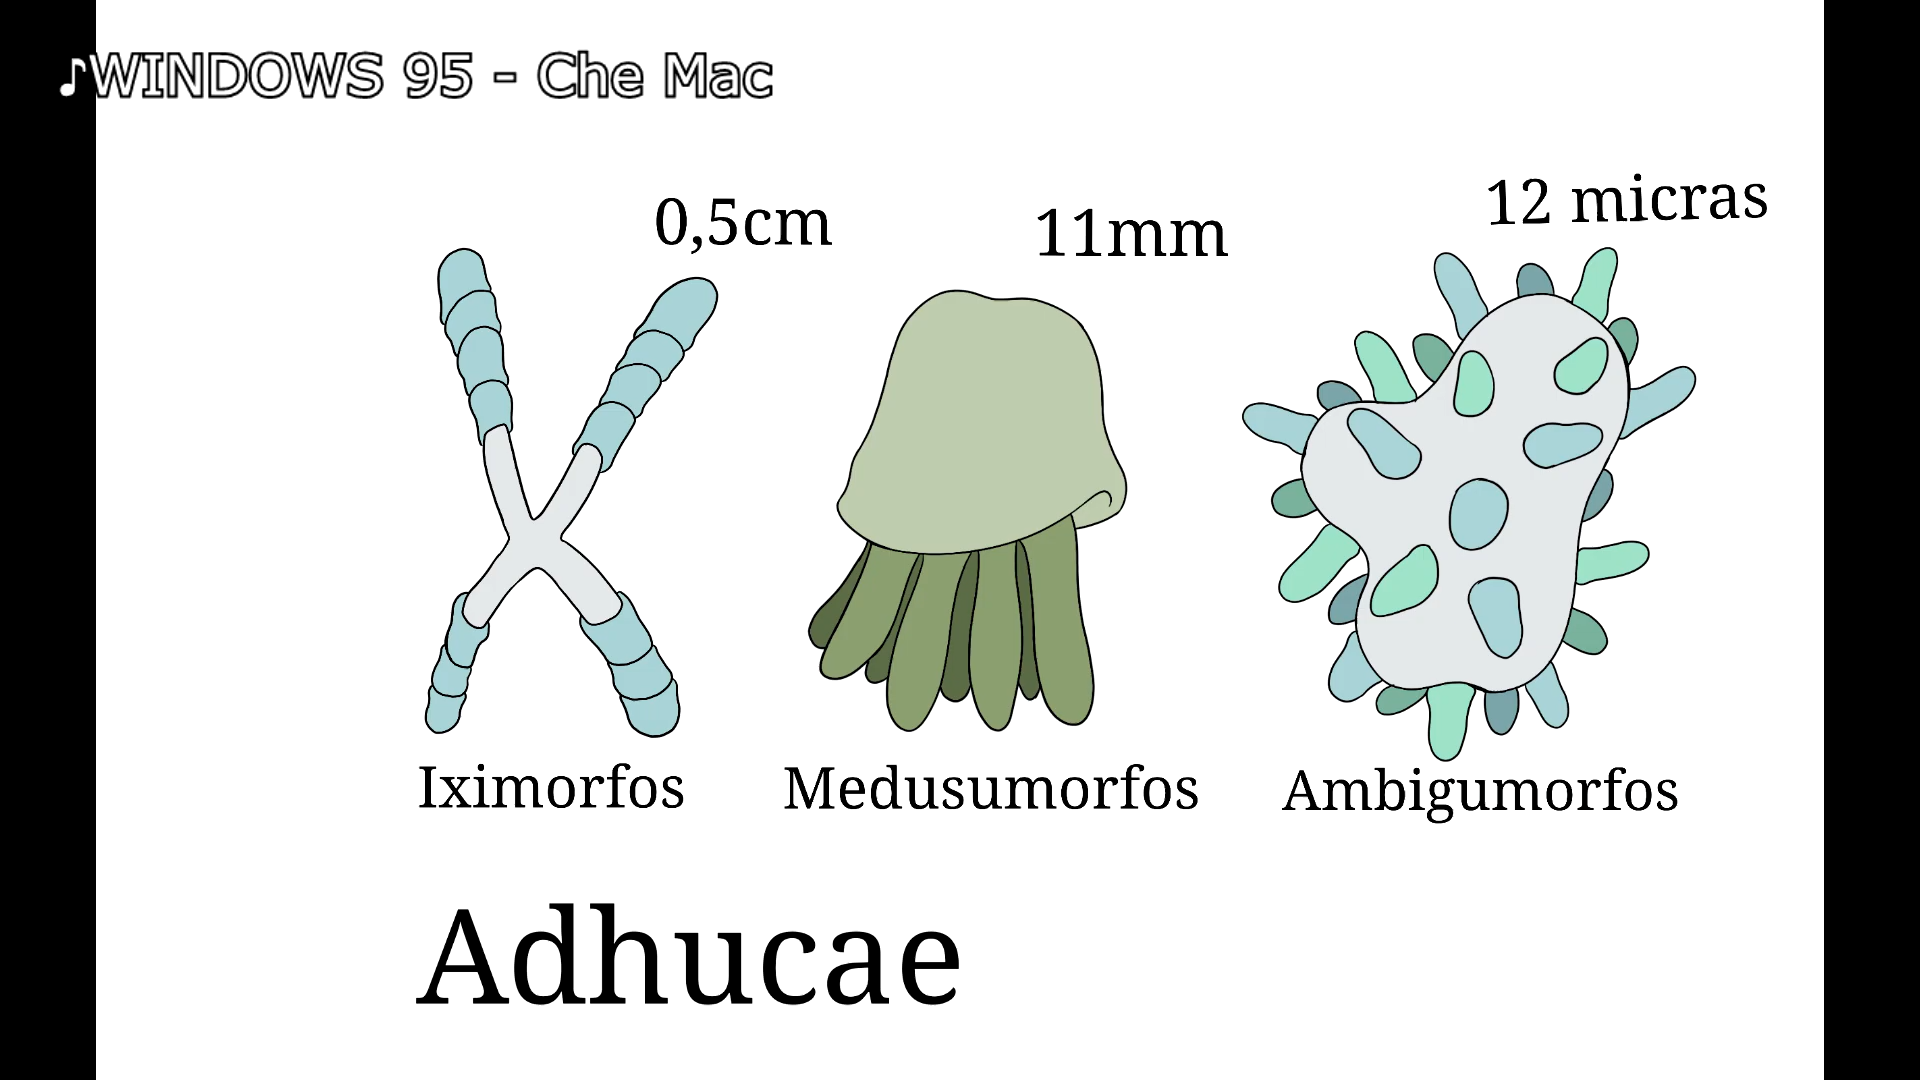 ♪WINDOWS 95 - Che Mac
0,5cm
11mm
12 micras
Iximorfos
Medusumorfos
Ambigumorfos
Adhucae